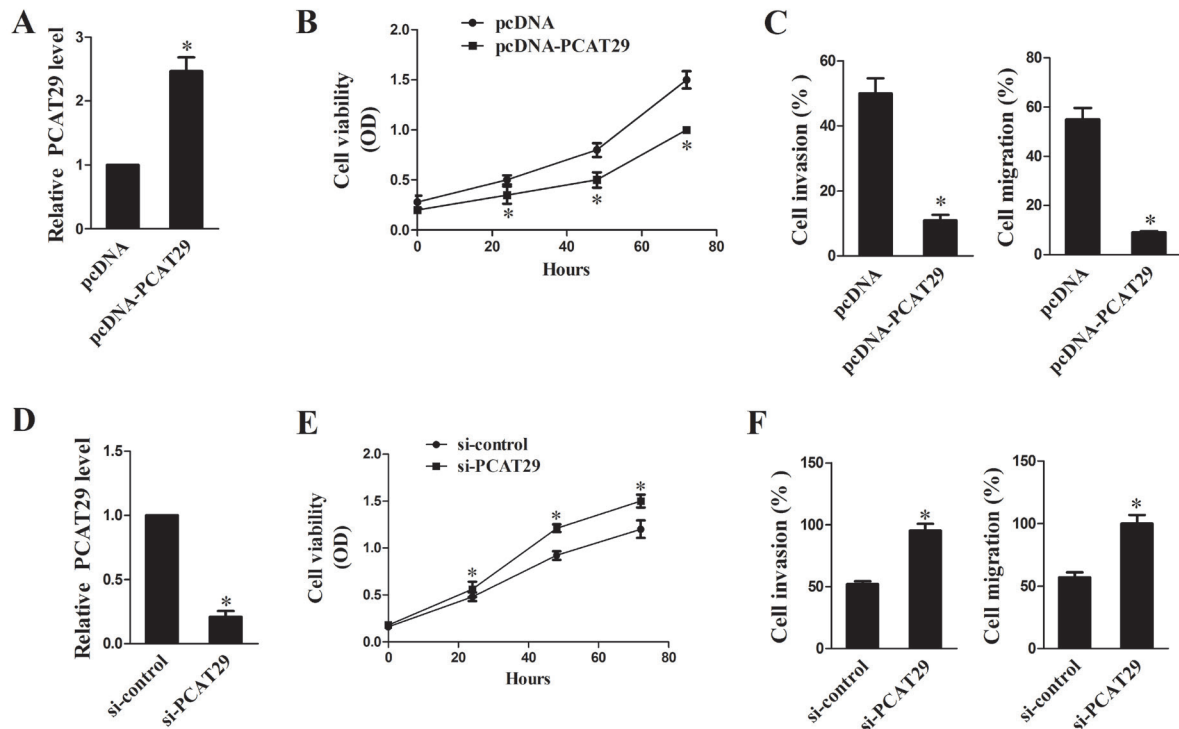 A
Relative PCAT29 level
3
2
1
0
*
pcDNA
pcDNA-PCAT29
B
pcDNA
pcDNA-PCAT29
Cell viability
(OD)
2.0
1.5
1.0
0.5
0.0
*
*
*
0
20
40
60
80
Hours
C
Cell invasion (% )
60
40
20
0
*
pcDNA
pcDNA-PCAT29
Cell migration (%)
80
60
40
20
0
*
pcDNA
pcDNA-PCAT29
D
Relative PCAT29 level
1.5
1.0
0.5
0.0
*
si-control
si-PCAT29
E
si-control
si-PCAT29
Cell viability
(OD)
2.0
1.5
1.0
0.5
0.0
*
*
*
0
20
40
60
80
Hours
F
Cell invasion (% )
150
100
50
0
*
si-control
si-PCAT29
Cell migration (%)
150
100
50
0
*
si-control
si-PCAT29